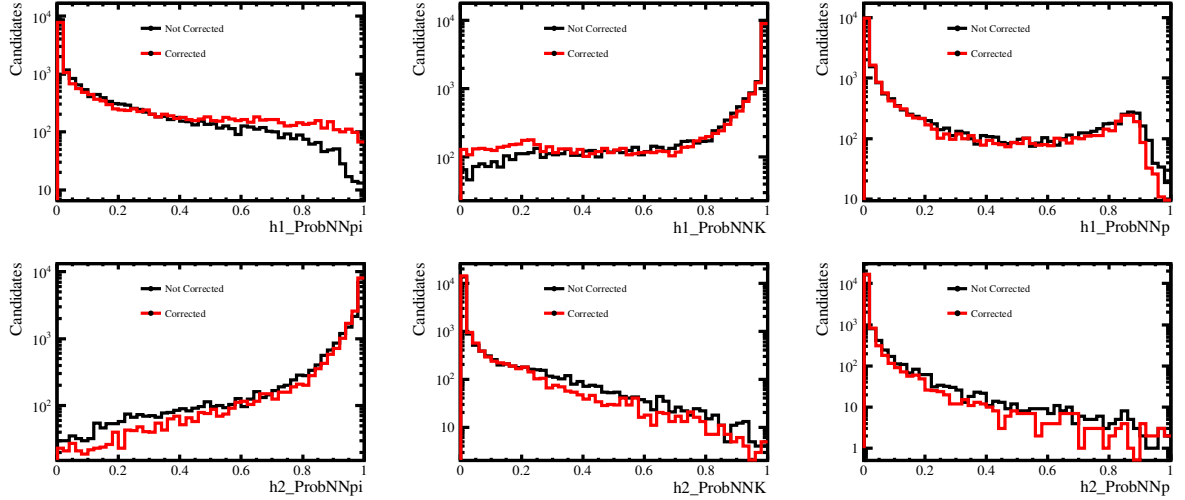 Candidates
10⁴
10³
10²
10
Not Corrected
Corrected
0 0.2 0.4 0.6 0.8 1
h1_ProbNNpi
Candidates
10⁴
10³
10²
Not Corrected
Corrected
0 0.2 0.4 0.6 0.8 1
h1_ProbNNK
Candidates
10⁴
10³
10²
10
Not Corrected
Corrected
0 0.2 0.4 0.6 0.8 1
h1_ProbNNp
Candidates
10⁴
10³
10²
Not Corrected
Corrected
0 0.2 0.4 0.6 0.8 1
h2_ProbNNpi
Candidates
10⁴
10³
10²
10
Not Corrected
Corrected
0 0.2 0.4 0.6 0.8 1
h2_ProbNNK
Candidates
10⁴
10³
10²
10
1
Not Corrected
Corrected
0 0.2 0.4 0.6 0.8 1
h2_ProbNNp